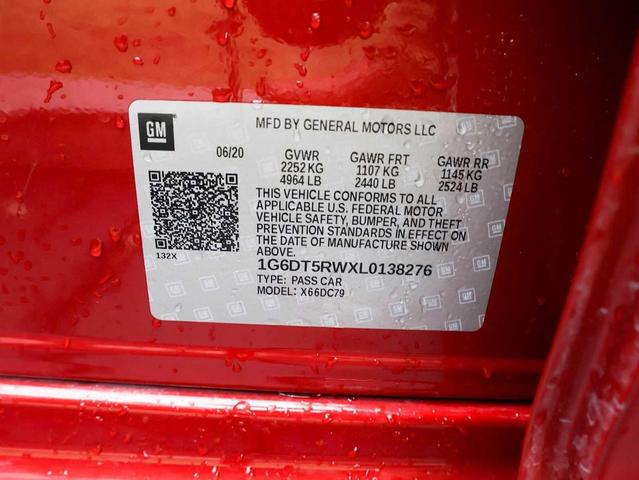 GM
MFD BY GENERAL MOTORS LLC
06/20 GVWR GAWR FRT GAWR RR
2252 KG 1107 KG 1145 KG
4964 LB 2440 LB 2524 LB
THIS VEHICLE CONFORMS TO ALL
APPLICABLE U.S. FEDERAL MOTOR
VEHICLE SAFETY, BUMPER, AND THEFT
PREVENTION STANDARDS IN EFFECT ON
THE DATE OF MANUFACTURE SHOWN
ABOVE.
132X
1G6DT5RWXL0138276
TYPE: PASS CAR
MODEL: X66DC79